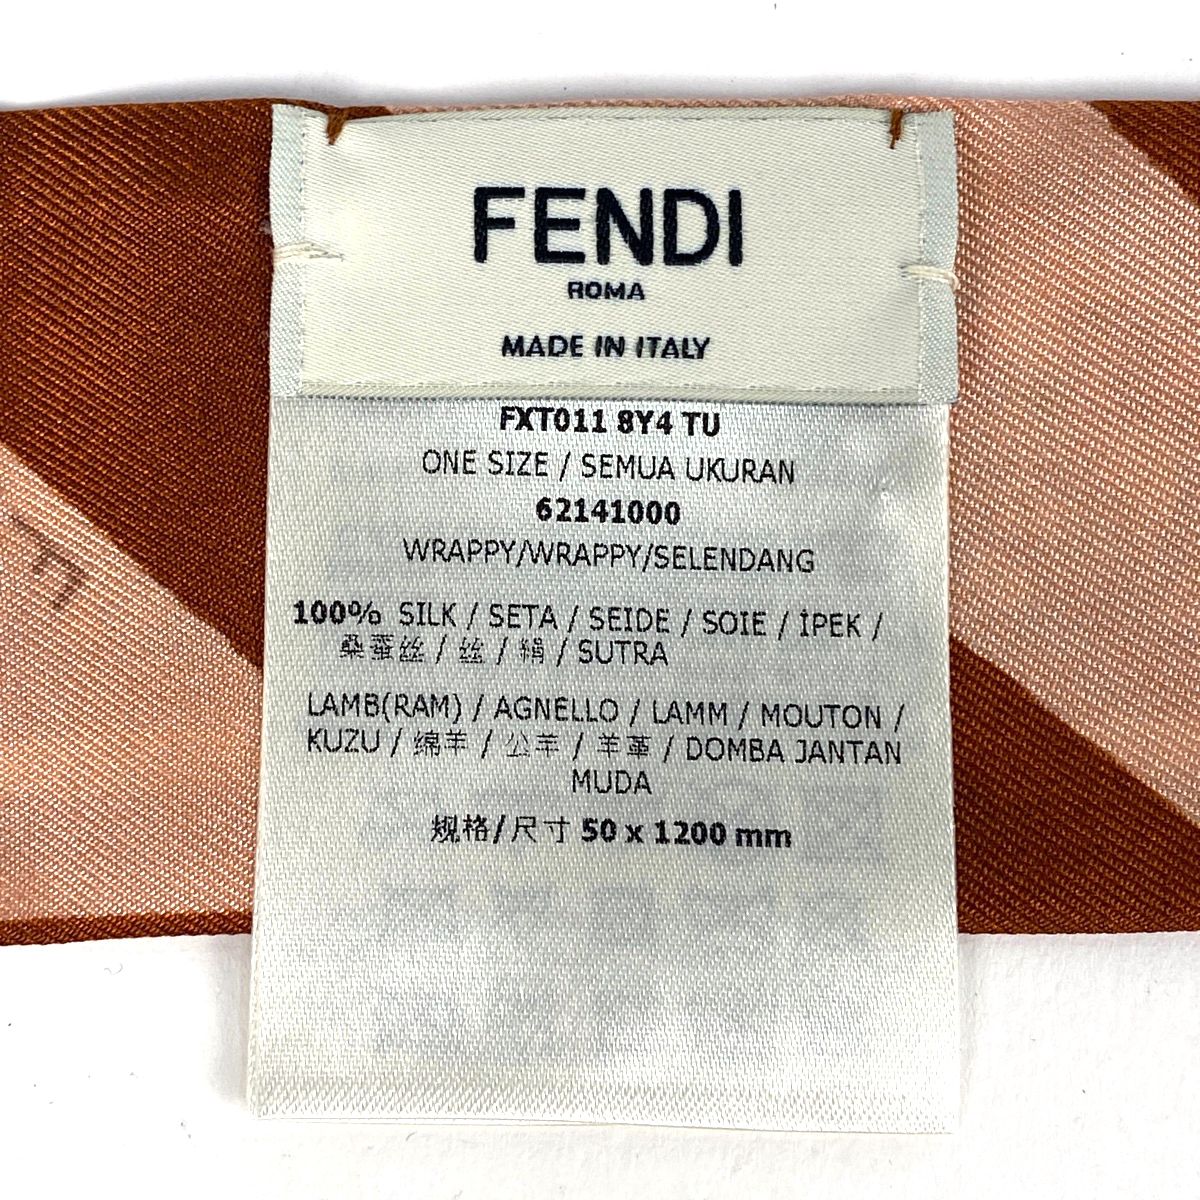 FENDI
ROMA
MADE IN ITALY
FXT011 8Y4 TU
ONE SIZE / SEMUA UKURAN
62141000
WRAPPY/WRAPPY/SELENDANG
100% SILK / SETA / SEIDE / SOIE / İPEK /
桑蚕丝 / 丝 / 絹 / SUTRA
LAMB(RAM) / AGNELLO / LAMM / MOUTON /
KUZU / 绵羊 / 公羊 / 羊革 / DOMBA JANTAN
MUDA
规格/尺寸 50 x 1200 mm